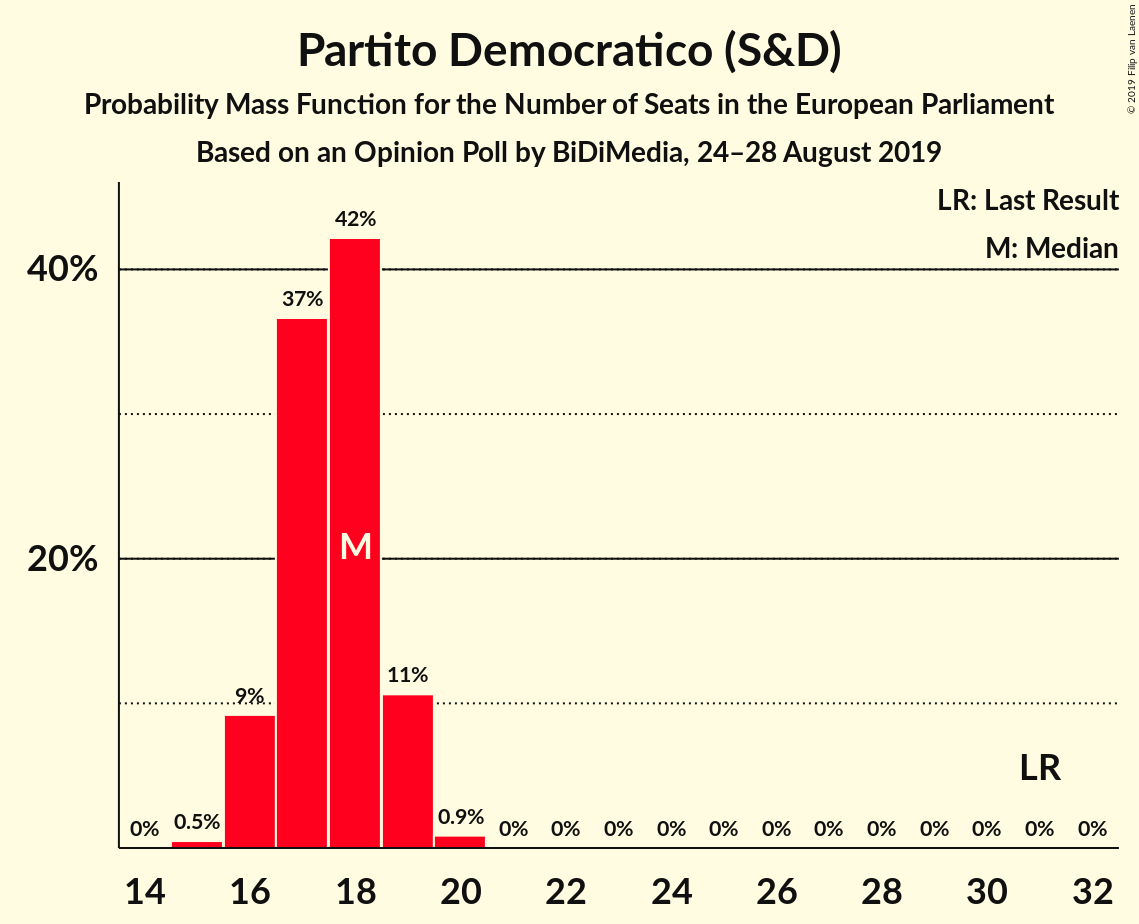 Partito Democratico (S&D)
Probability Mass Function for the Number of Seats in the European Parliament
Based on an Opinion Poll by BiDiMedia, 24–28 August 2019
© 2019 Filip van Laenen
LR: Last Result
M: Median
40%
20%
0%
0.5%
9%
37%
42%
11%
0.9%
0%
0%
0%
0%
0%
0%
0%
0%
0%
0%
0%
0%
M
LR
14 16 18 20 22 24 26 28 30 32